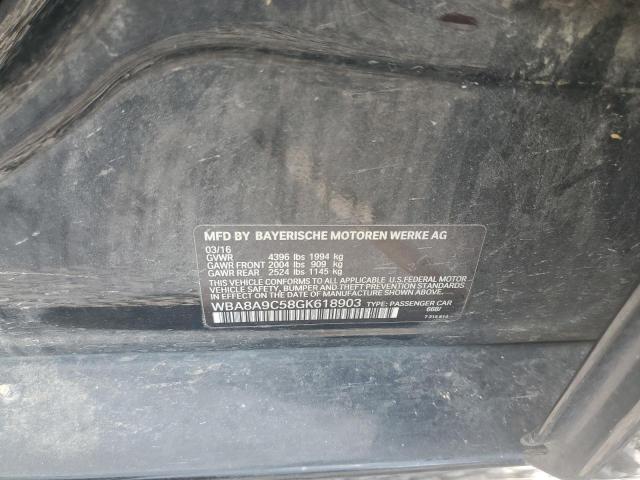 MFD BY BAYERISCHE MOTOREN WERKE AG
03/16
GVWR 4396 lbs 1994 kg
GAWR FRONT 2004 lbs 909 kg
GAWR REAR 2524 lbs 1145 kg
THIS VEHICLE CONFORMS TO ALL APPLICABLE U.S.FEDERAL MOTOR
VEHICLE SAFETY, BUMPER AND THEFT PREVENTION
STANDARDS IN EFFECT ON THE DATE OF MANUFACTURE SHOWN ABOVE.
WBA8A9C58GK618903 TYPE: PASSENGER CAR
668/